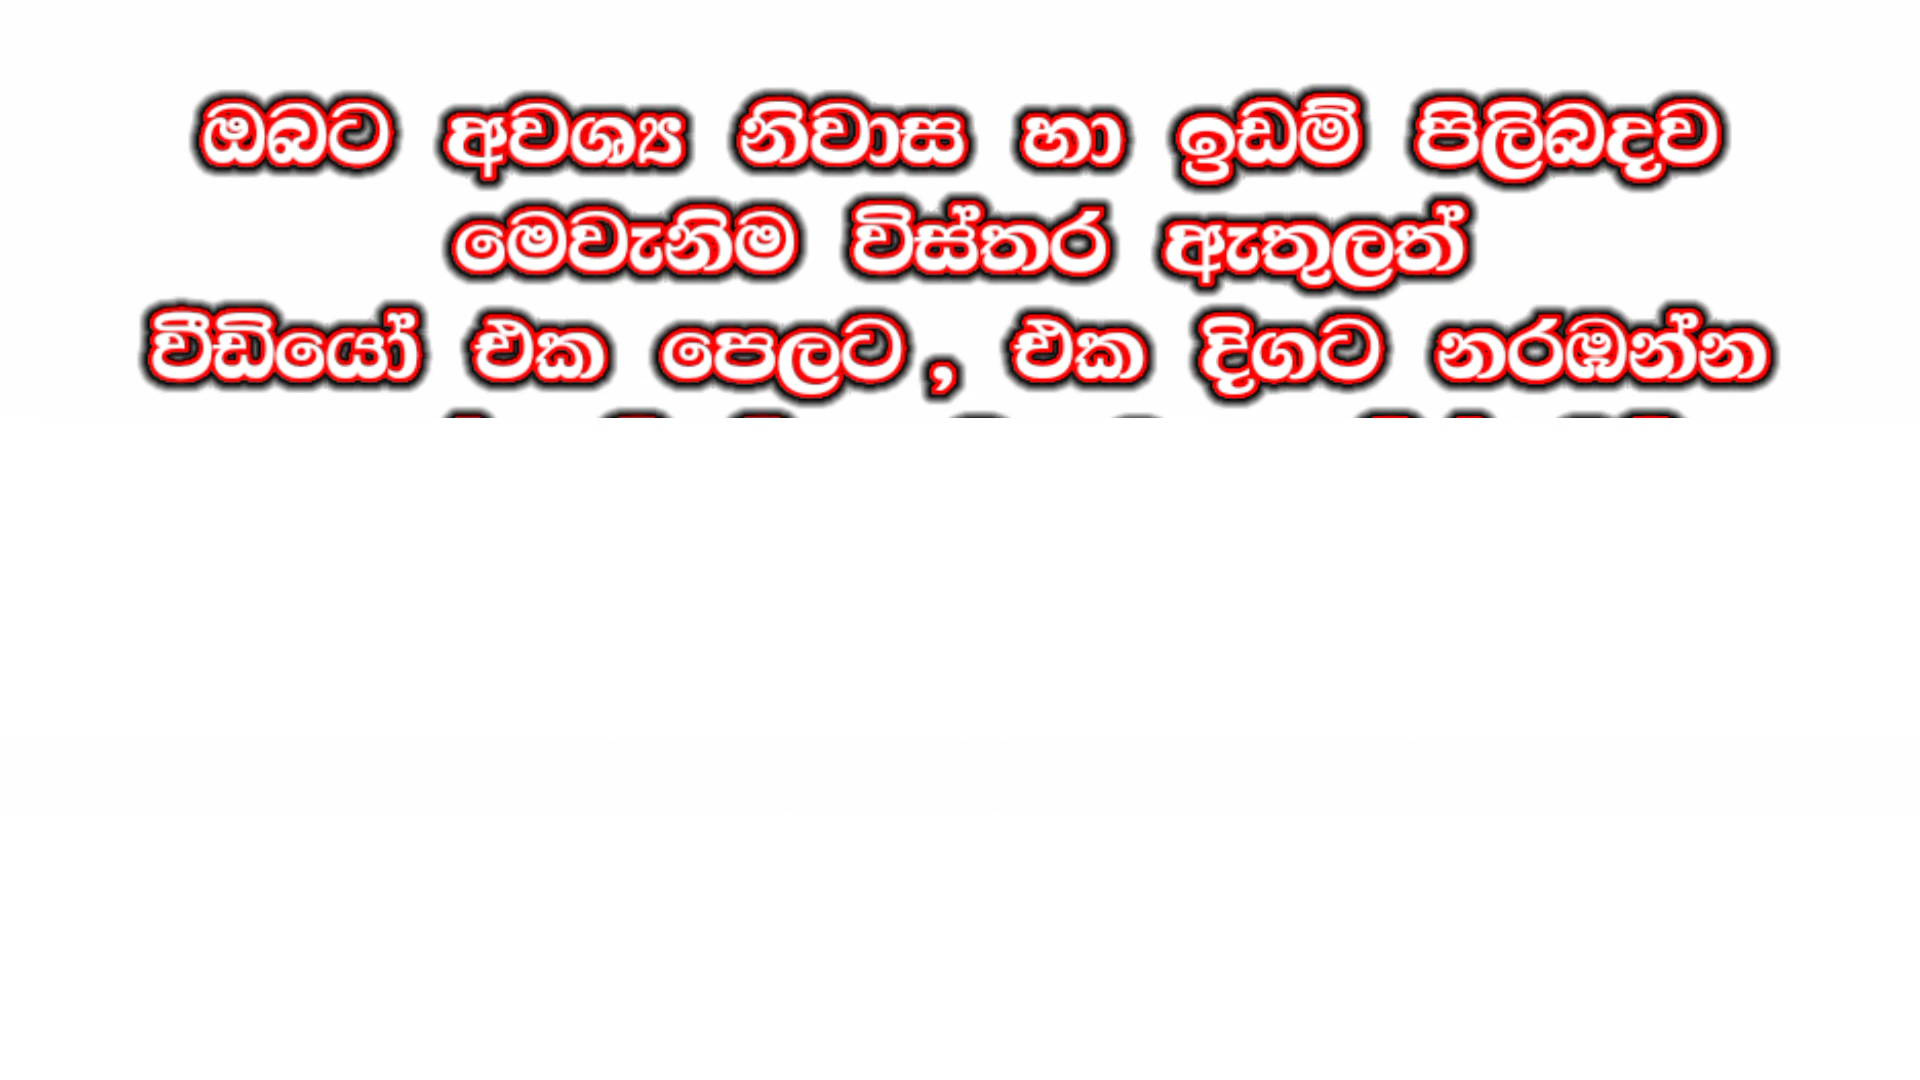 ඔබට අවශ්‍ය නිවාස හා ඉඩම් පිලිබදව
මෙවැනිම විස්තර ඇතුලත්
වීඩියෝ එක පෙලට, එක දිගට නරඹන්න